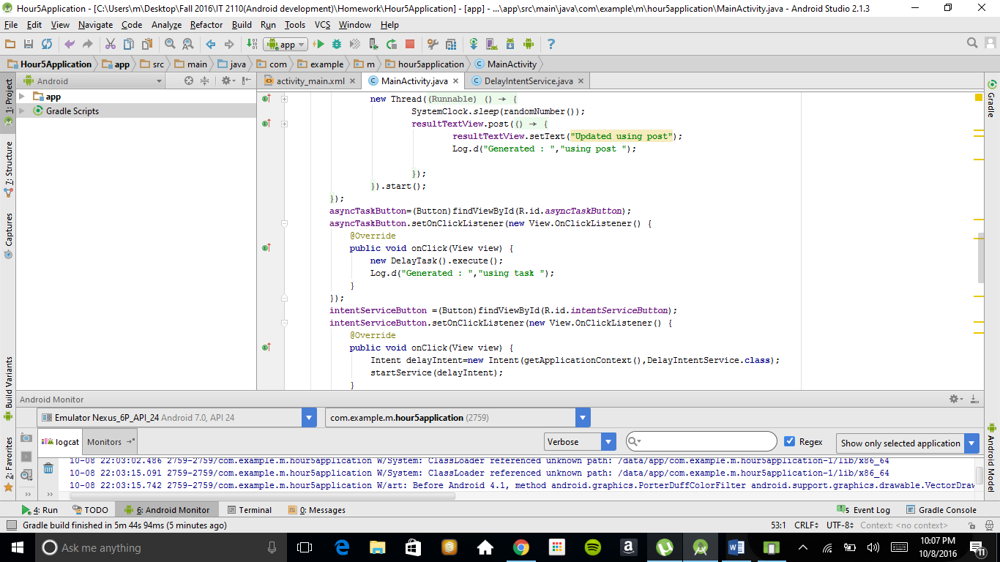 Hour5Application - [C:\Users\m\Desktop\Fall 2016\IT 2110(Android development)\Homework\Hour5Application] - [app] - ...\app\src\main\java\com\example\m\hour5application\MainActivity.java - Android Studio 2.1.3
File Edit View Navigate Code Analyze Refactor Build Run Tools VCS Window Help
app
Hour5Application app src main java com example m hour5application MainActivity
Android activity_main.xml MainActivity.java DelayIntentService.java
1: Project
7: Structure
Captures
Build Variants
2: Favorites
app
Gradle Scripts
new Thread((Runnable) () → {
SystemClock.sleep(randomNumber());
resultTextView.post(() → {
resultTextView.setText("Updated using post");
Log.d("Generated : ","using post ");
});
}).start();
});
asyncTaskButton=(Button)findViewById(R.id.asyncTaskButton);
asyncTaskButton.setOnClickListener(new View.OnClickListener() {
@Override
public void onClick(View view) {
new DelayTask().execute();
Log.d("Generated : ","using task ");
}
});
intentServiceButton =(Button)findViewById(R.id.intentServiceButton);
intentServiceButton.setOnClickListener(new View.OnClickListener() {
@Override
public void onClick(View view) {
Intent delayIntent=new Intent(getApplicationContext(),DelayIntentService.class);
startService(delayIntent);
}
Gradle
Android Model
Android Monitor
Emulator Nexus_6P_API_24 Android 7.0, API 24 com.example.m.hour5application (2759)
logcat Monitors Verbose Regex Show only selected application
10-08 22:03:02.486 2759-2759/com.example.m.hour5application W/System: ClassLoader referenced unknown path: /data/app/com.example.m.hour5application-1/lib/x86_64
10-08 22:03:15.091 2759-2759/com.example.m.hour5application W/System: ClassLoader referenced unknown path: /data/app/com.example.m.hour5application-1/lib/x86_64
10-08 22:03:15.742 2759-2759/com.example.m.hour5application W/art: Before Android 4.1, method android.graphics.PorterDuffColorFilter android.support.graphics.drawable.VectorDraw
4: Run TODO 6: Android Monitor Terminal 0: Messages 5 Event Log Gradle Console
Gradle build finished in 5m 44s 94ms (5 minutes ago) 53:1 CRLF UTF-8 Context: <no context>
Ask me anything 10:07 PM
10/8/2016 11